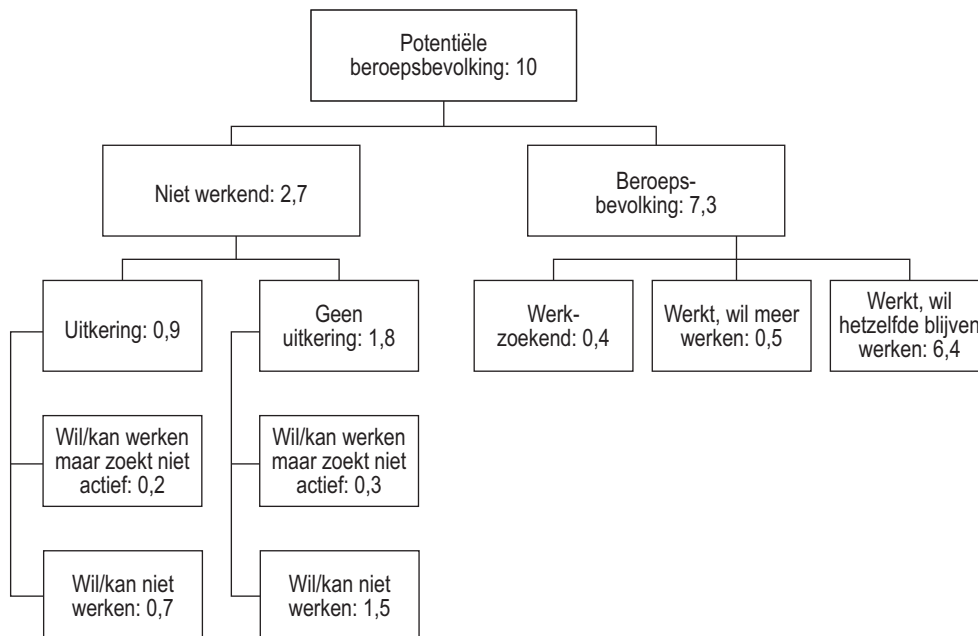 Potentiële
beroepsbevolking: 10
Niet werkend: 2,7
Beroeps-
bevolking: 7,3
Uitkering: 0,9
Geen
uitkering: 1,8
Werk-
zoekend: 0,4
Werkt, wil meer
werken: 0,5
Werkt, wil
hetzelfde blijven
werken: 6,4
Wil/kan werken
maar zoekt niet
actief: 0,2
Wil/kan werken
maar zoekt niet
actief: 0,3
Wil/kan niet
werken: 0,7
Wil/kan niet
werken: 1,5